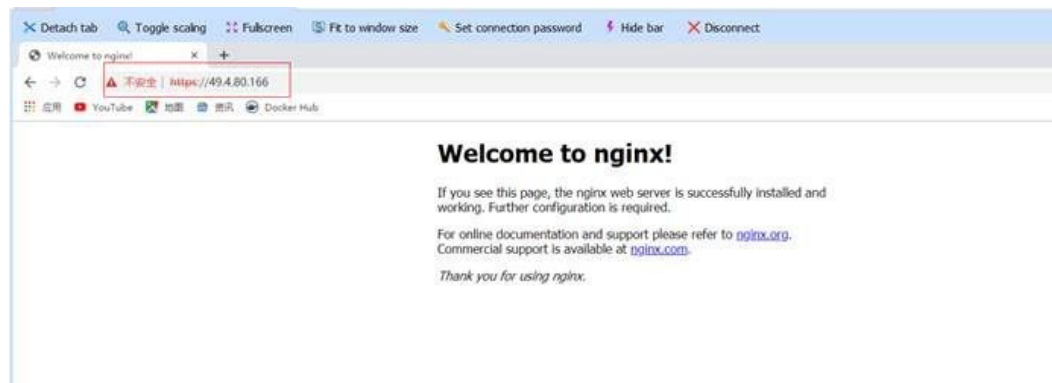 Detach tab Toggle scaling Fullscreen Fit to window size Set connection password Hide bar Disconnect
Welcome to nginx! × +
不安全 | https://49.4.80.166
应用 YouTube 地图 资讯 Docker Hub
Welcome to nginx!
If you see this page, the nginx web server is successfully installed and
working. Further configuration is required.
For online documentation and support please refer to nginx.org.
Commercial support is available at nginx.com.
Thank you for using nginx.